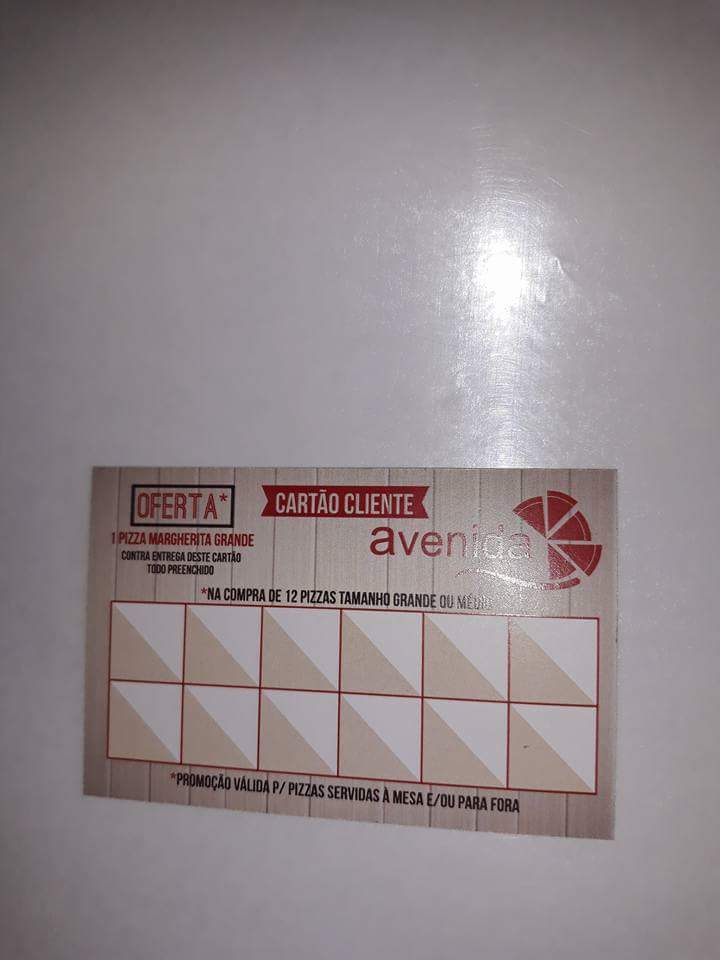 OFERTA*
1 PIZZA MARGHERITA GRANDE
CONTRA ENTREGA DESTE CARTÃO
TODO PREENCHIDO
CARTÃO CLIENTE
avenida
*NA COMPRA DE 12 PIZZAS TAMANHO GRANDE OU MÉDIO
*PROMOÇÃO VÁLIDA P/ PIZZAS SERVIDAS À MESA E/OU PARA FORA